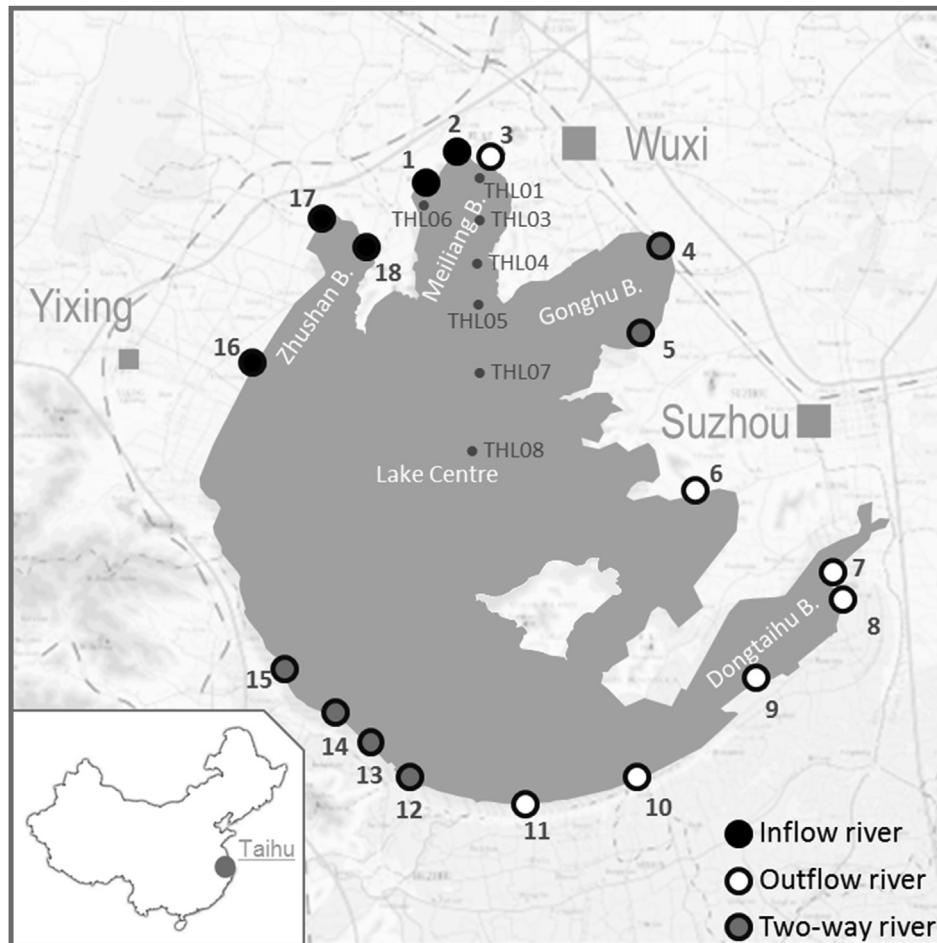 Wuxi
2
3
1
THL01
17
THL06
THL03
Meiliang B.
4
18
THL04
Yixing
Zhushan B.
Gonghu B.
THL05
5
16
THL07
Suzhou
THL08
Lake Centre
6
7
8
Dongtaihu B.
15
9
14
13
12
10
11
Taihu
Inflow river
Outflow river
Two-way river